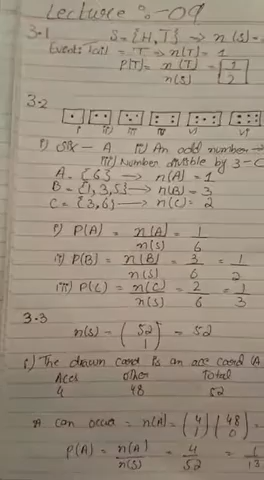 Lecture :-09
3-1 S = {H, T} ⇒ n(S) =
Event: Tail = T ⇒ n(T) = 1
P(T) = n(T) / n(S) = 1/2
3-2
I II III IV V VI
i) Six - A ii) An odd number →
iii) Number divisible by 3 - C
A = {6} → n(A) = 1
B = {1,3,5} → n(B) = 3
C = {3,6} → n(C) = 2
i) P(A) = n(A) / n(S) = 1/6
ii) P(B) = n(B) / n(S) = 3/6 = 1/2
iii) P(C) = n(C) / n(S) = 2/6 = 1/3
3-3
n(S) - (52 1) = 52
i) The drawn card is an ace card (A
Aces other Total
4 48 52
A can occur = n(A) = (4 1) (48 0) =
P(A) = n(A) / n(S) = 4/52 = 1/13